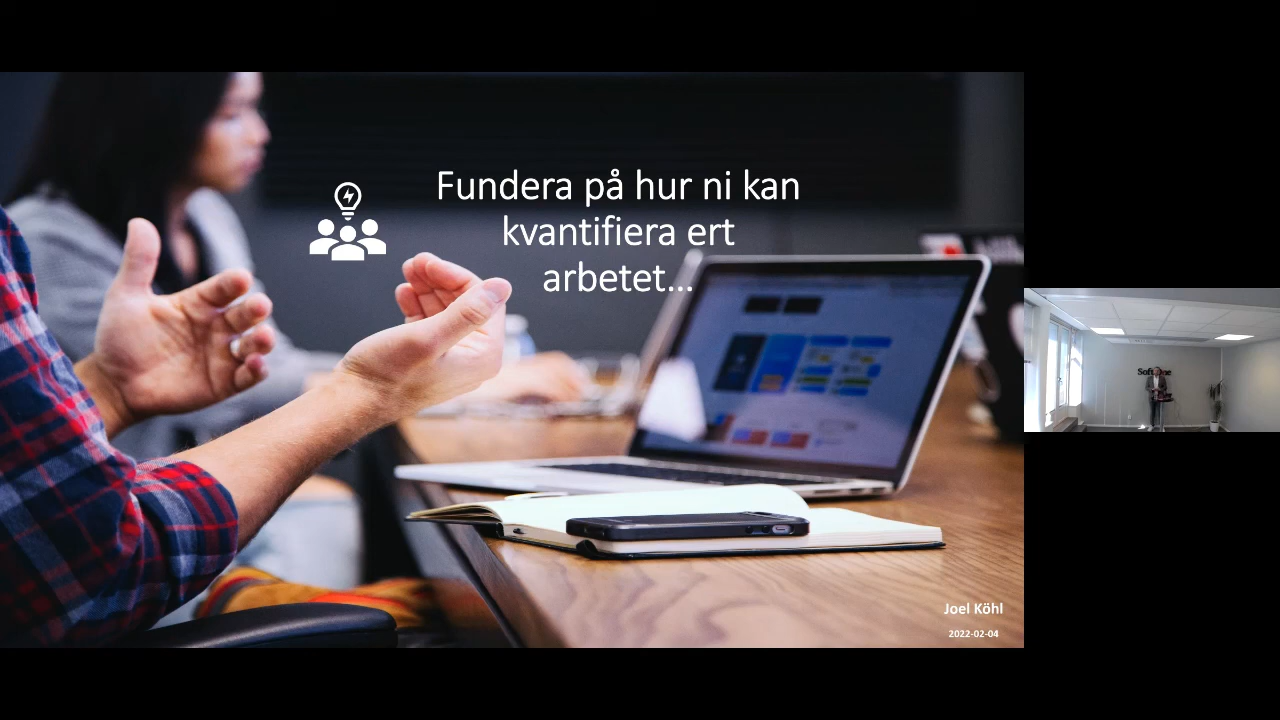 Fundera på hur ni kan
kvantifiera ert
arbetet...
Joel Köhl
2022-02-04